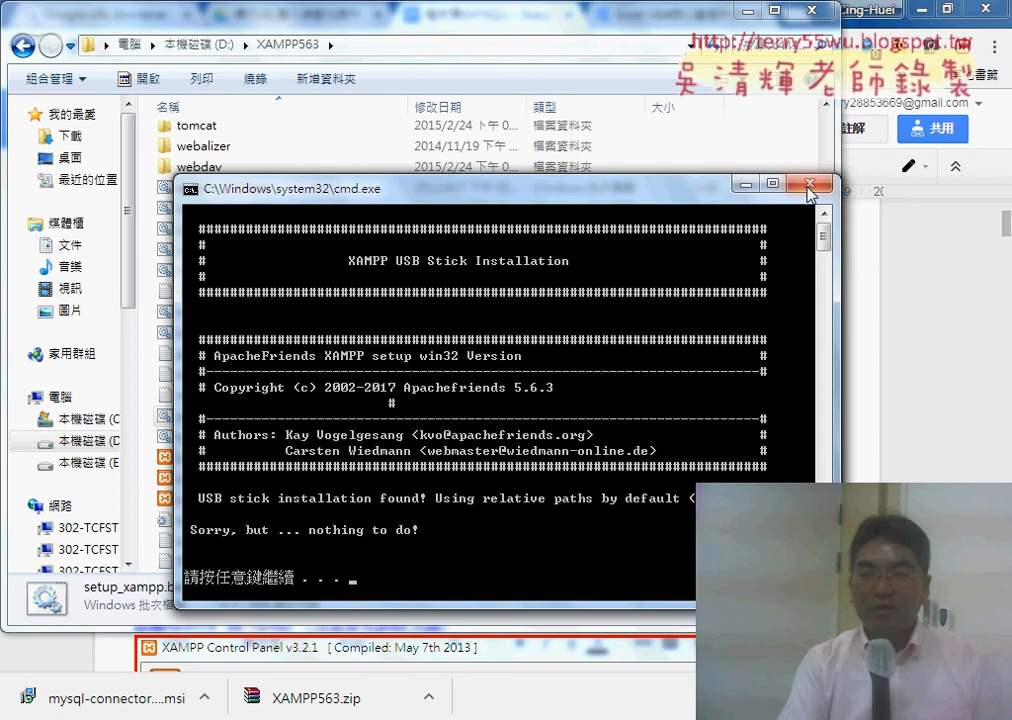 Cing-Huei
電腦 ▸ 本機磁碟 (D:) ▸ XAMPP563 ▸
http://terry55wu.blogspot.tw
吳清輝老師錄製
組合管理 ▼ 開啟 列印 燒錄 新增資料夾
書籤
y28853669@gmail.com
註解 共用
名稱 修改日期 類型 大小
我的最愛
下載
桌面
最近的位置
媒體櫃
文件
音樂
視訊
圖片
家用群組
電腦
本機磁碟 (C
本機磁碟 (D
本機磁碟 (E
網路
302-TCFST
302-TCFST
302-TCFST
tomcat 2015/2/24 下午 0... 檔案資料夾
webalizer 2014/11/19 下午... 檔案資料夾
webdav 2015/2/24 下午 0... 檔案資料夾
C:\Windows\system32\cmd.exe
XAMPP USB Stick Installation
# ApacheFriends XAMPP setup win32 Version #
# Copyright (c) 2002-2017 Apachefriends 5.6.3
#
# Authors: Kay Vogelgesang <kvo@apachefriends.org> #
# Carsten Wiedmann <webmaster@wiedmann-online.de> #
USB stick installation found! Using relative paths by default (
Sorry, but ... nothing to do!
請按任意鍵繼續 . . .
setup_xampp.b
Windows 批次檔
XAMPP Control Panel v3.2.1 [ Compiled: May 7th 2013 ]
mysql-connector....msi
XAMPP563.zip